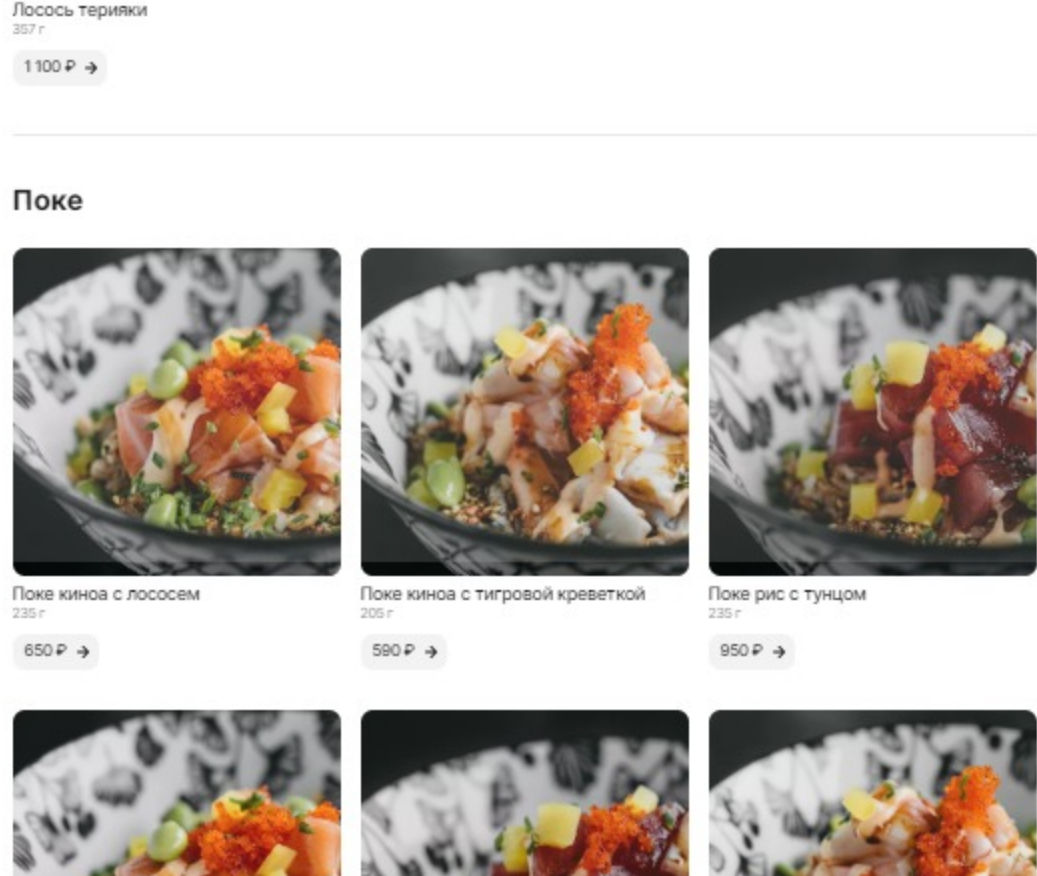 Лосось терияки
357 г
1 100 ₽ →
Поке
Поке киноа с лососем
235 г
650 ₽ →
Поке киноа с тигровой креветкой
205 г
590 ₽ →
Поке рис с тунцом
235 г
950 ₽ →